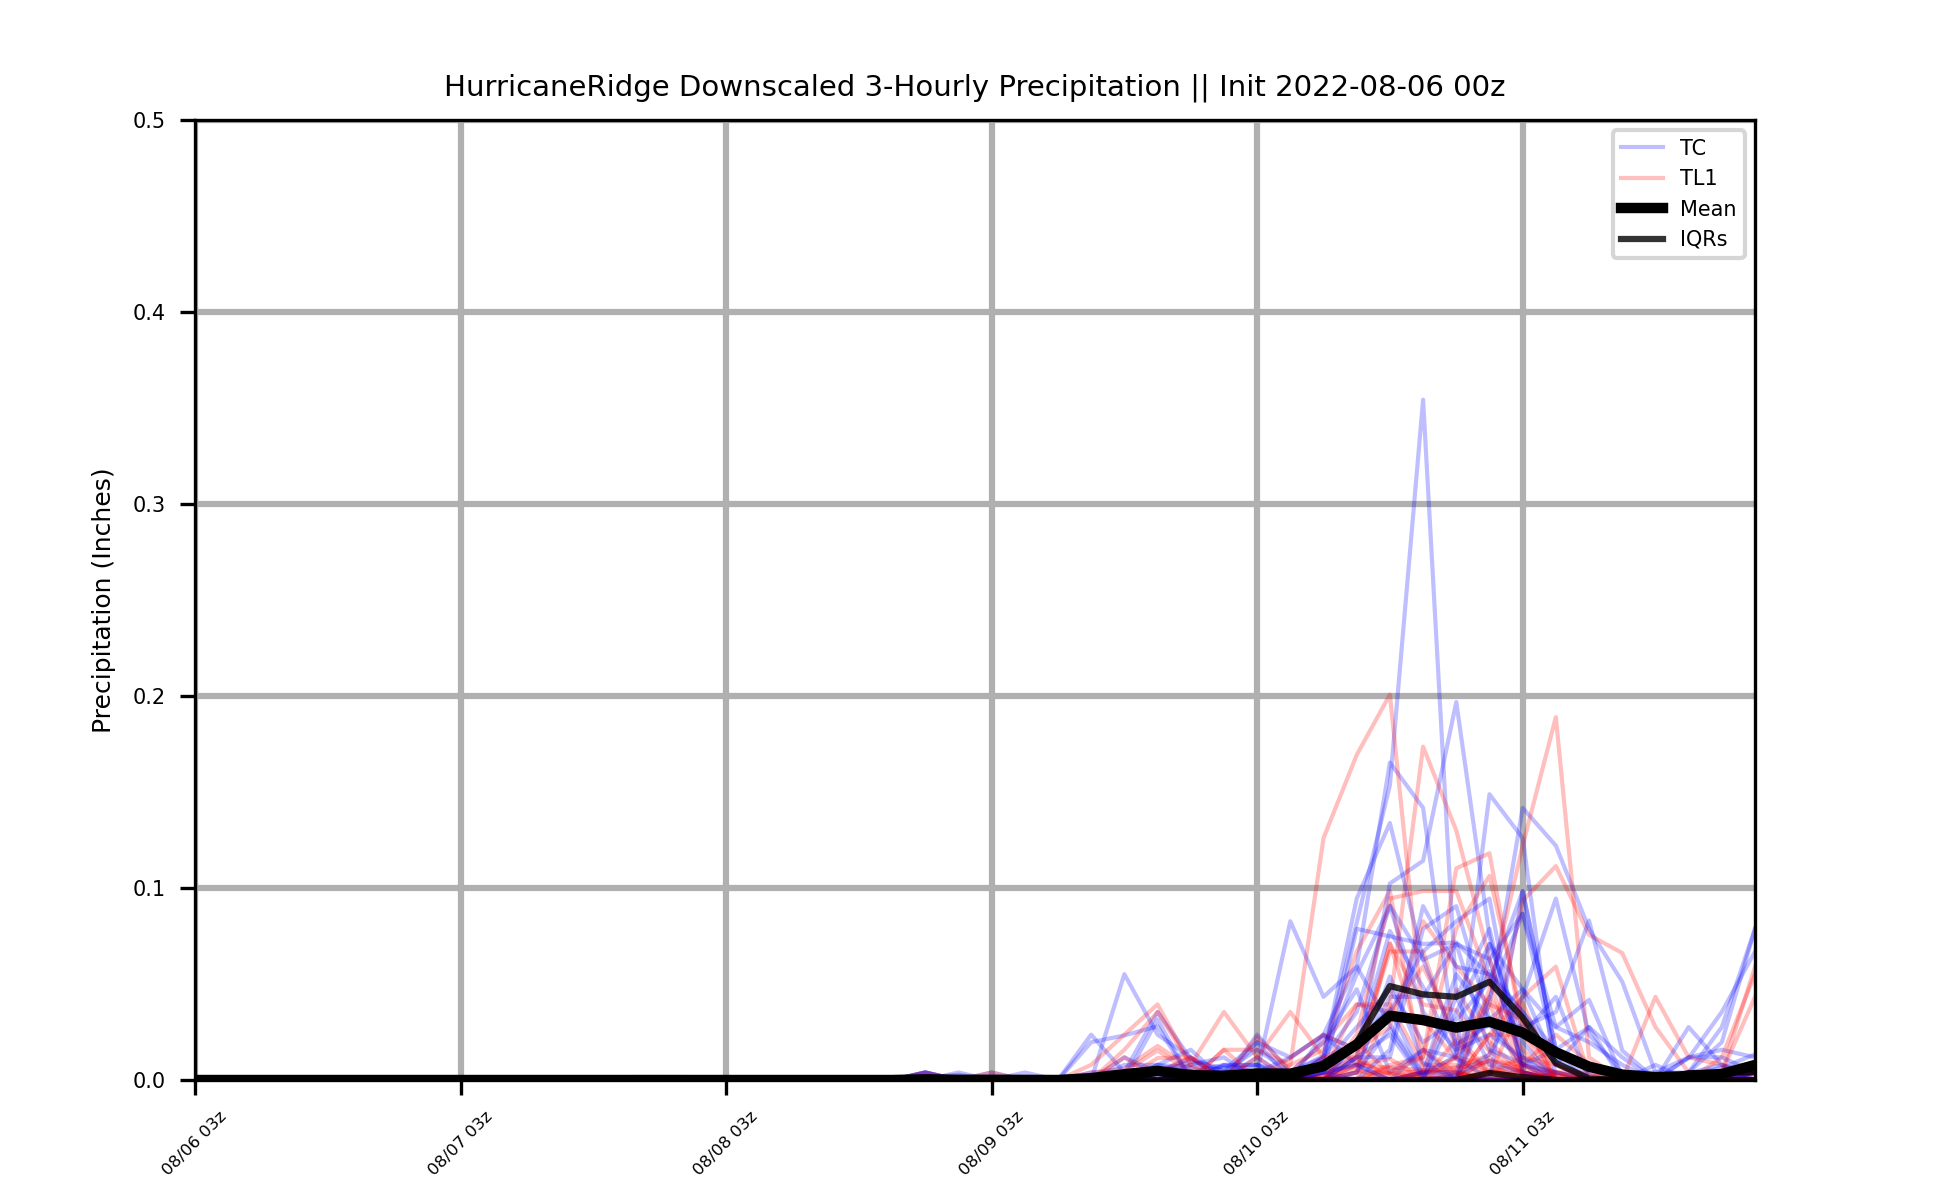 HurricaneRidge Downscaled 3-Hourly Precipitation || Init 2022-08-06 00z
TC
TL1
Mean
IQRs
Precipitation (Inches)
0.5
0.4
0.3
0.2
0.1
0.0
08/06 03z
08/07 03z
08/08 03z
08/09 03z
08/10 03z
08/11 03z